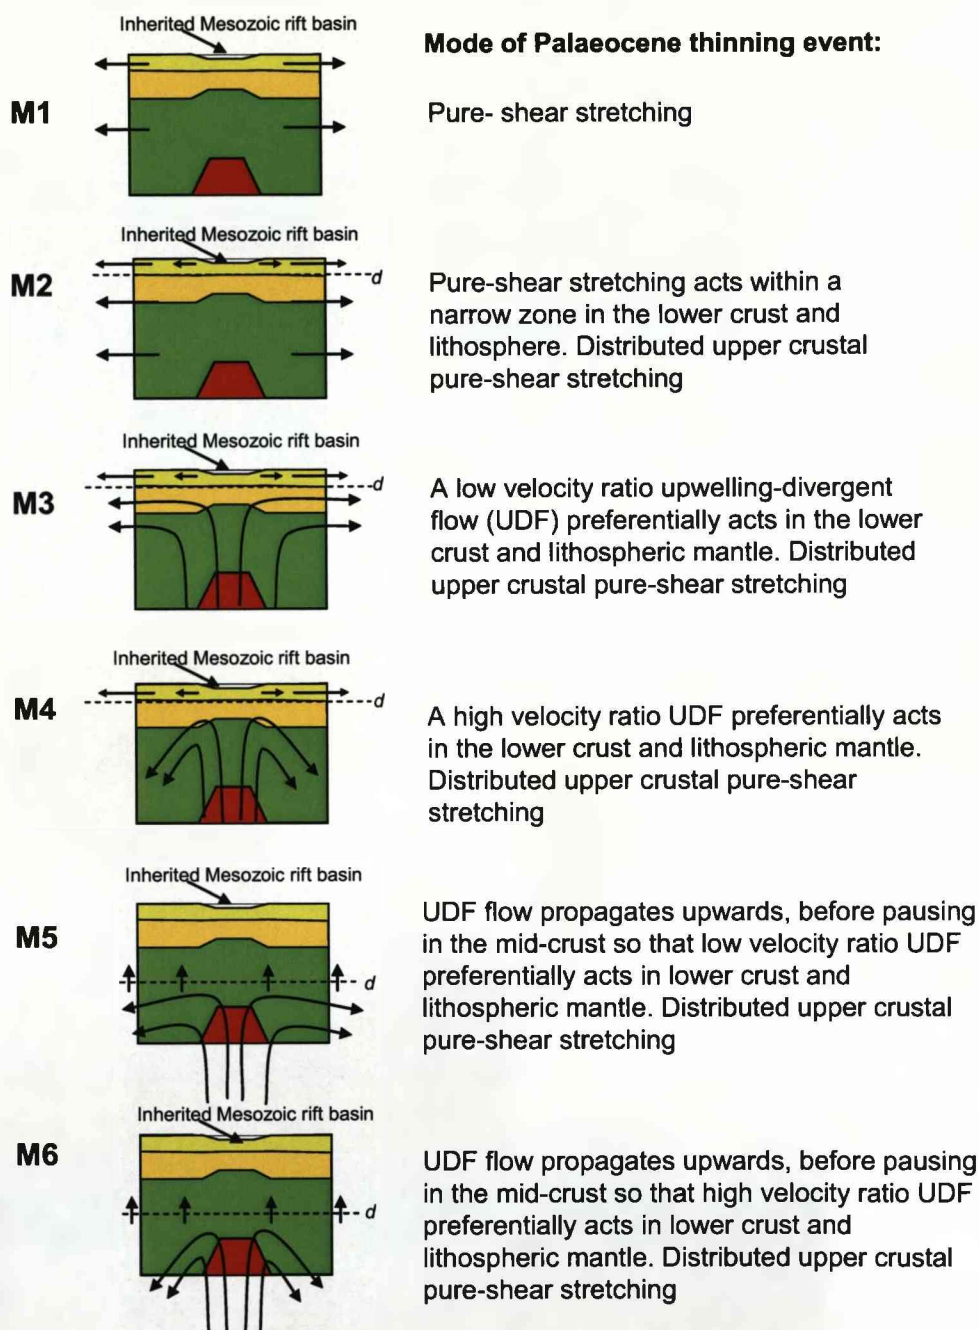 Inherited Mesozoic rift basin
Mode of Palaeocene thinning event:
M1
Pure- shear stretching
Inherited Mesozoic rift basin
M2
d
Pure-shear stretching acts within a
narrow zone in the lower crust and
lithosphere. Distributed upper crustal
pure-shear stretching
Inherited Mesozoic rift basin
M3
d
A low velocity ratio upwelling-divergent
flow (UDF) preferentially acts in the lower
crust and lithospheric mantle. Distributed
upper crustal pure-shear stretching
Inherited Mesozoic rift basin
M4
d
A high velocity ratio UDF preferentially acts
in the lower crust and lithospheric mantle.
Distributed upper crustal pure-shear
stretching
Inherited Mesozoic rift basin
M5
d
UDF flow propagates upwards, before pausing
in the mid-crust so that low velocity ratio UDF
preferentially acts in lower crust and
lithospheric mantle. Distributed upper crustal
pure-shear stretching
Inherited Mesozoic rift basin
M6
d
UDF flow propagates upwards, before pausing
in the mid-crust so that high velocity ratio UDF
preferentially acts in lower crust and
lithospheric mantle. Distributed upper crustal
pure-shear stretching